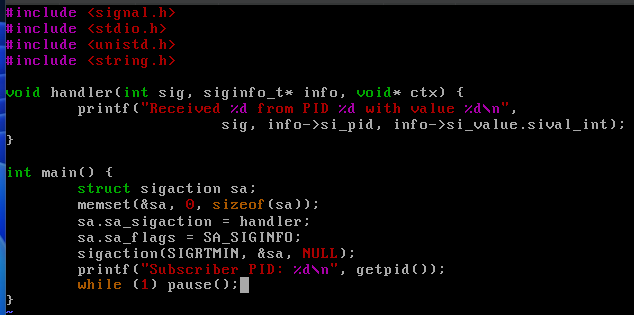 #include <signal.h>
#include <stdio.h>
#include <unistd.h>
#include <string.h>
void handler(int sig, siginfo_t* info, void* ctx) {
printf("Received %d from PID %d with value %d\n",
sig, info->si_pid, info->si_value.sival_int);
}
int main() {
struct sigaction sa;
memset(&sa, 0, sizeof(sa));
sa.sa_sigaction = handler;
sa.sa_flags = SA_SIGINFO;
sigaction(SIGRTMIN, &sa, NULL);
printf("Subscriber PID: %d\n", getpid());
while (1) pause();
}
~